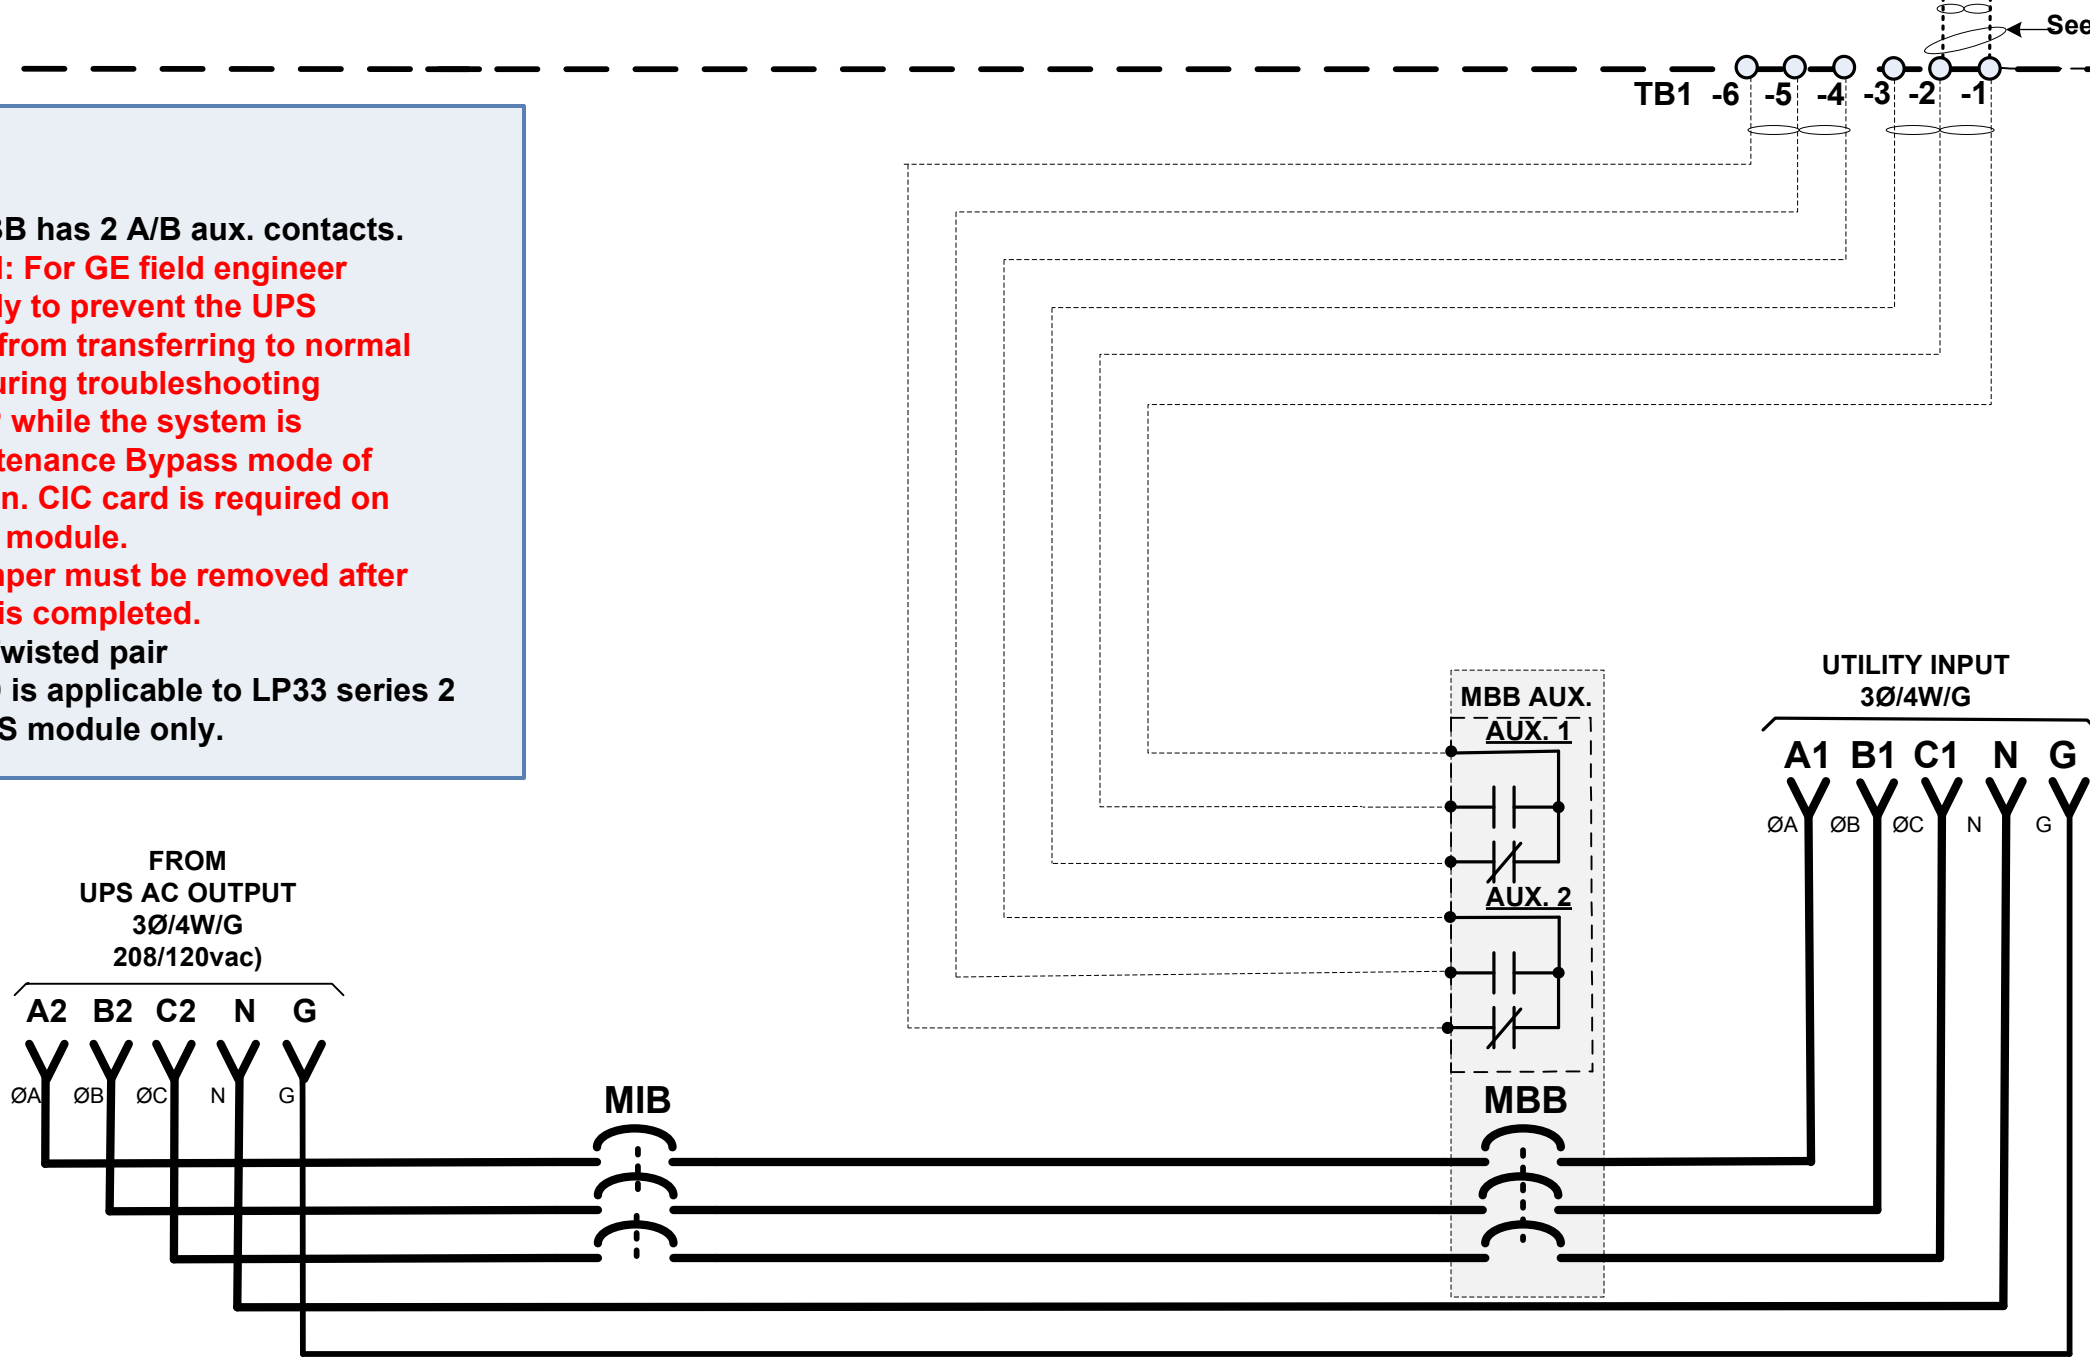 See
TB1 -6 -5 -4 -3 -2 -1
BB has 2 A/B aux. contacts.
: For GE field engineer
ly to prevent the UPS
from transferring to normal
uring troubleshooting
while the system is
tenance Bypass mode of
n. CIC card is required on
module.
mper must be removed after
is completed.
wisted pair
is applicable to LP33 series 2
S module only.
UTILITY INPUT
3Ø/4W/G
A1 B1 C1 N G
ØA ØB ØC N G
MBB AUX.
AUX. 1
AUX. 2
FROM
UPS AC OUTPUT
3Ø/4W/G
208/120vac)
A2 B2 C2 N G
ØA ØB ØC N G
MIB
MBB